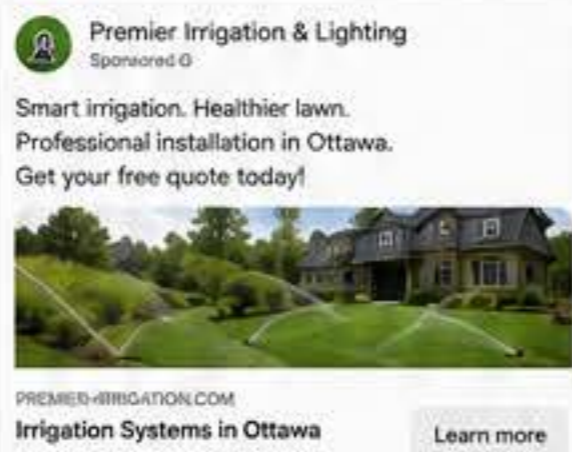 Premier Irrigation & Lighting
Sponsored
Smart irrigation. Healthier lawn.
Professional installation in Ottawa.
Get your free quote today!
PREMIER-IRRIGATION.COM
Irrigation Systems in Ottawa
Learn more